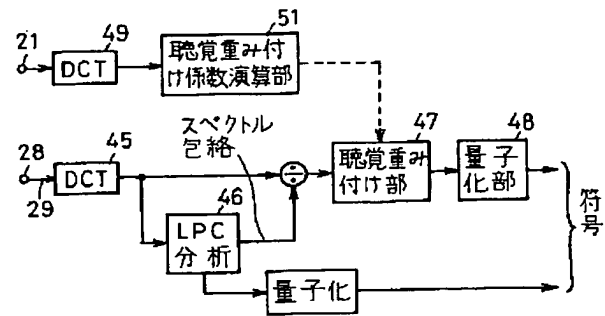 21
49
DCT
51
聴覚重み付
け係数演算部
スペクトル
包絡
28
29
45
DCT
÷
47
聴覚重み
付け部
48
量子
化部
46
LPC
分析
量子化
符号